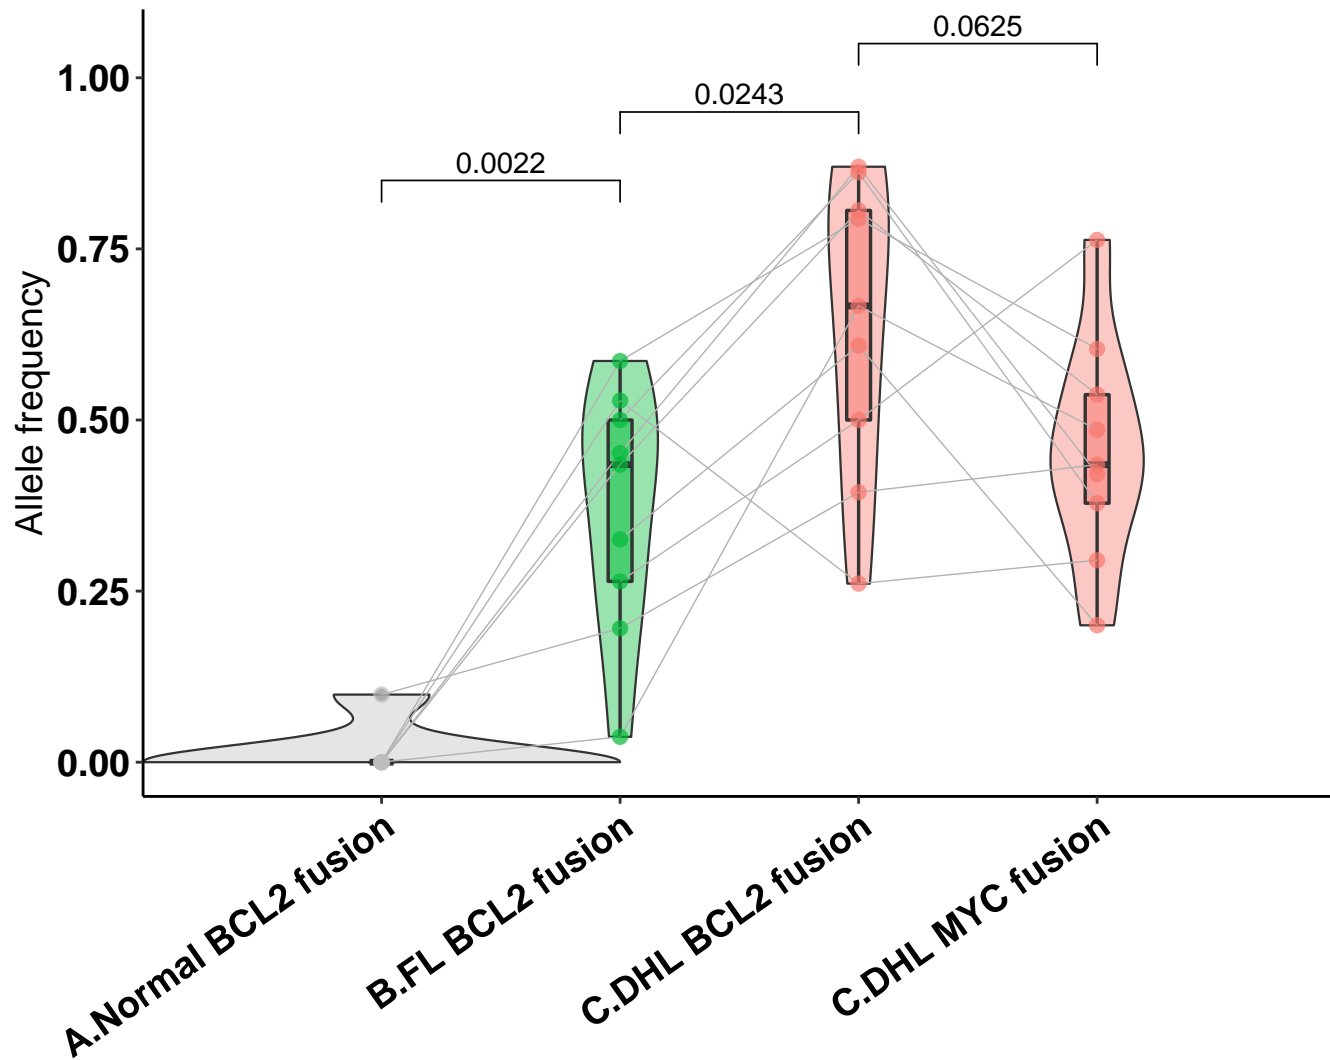 0.0625
1.00
0.0243
0.0022
0.75
Allele frequency
0.50
0.25
0.00
A.Normal BCL2 fusion
B.FL BCL2 fusion
C.DHL BCL2 fusion
C.DHL MYC fusion